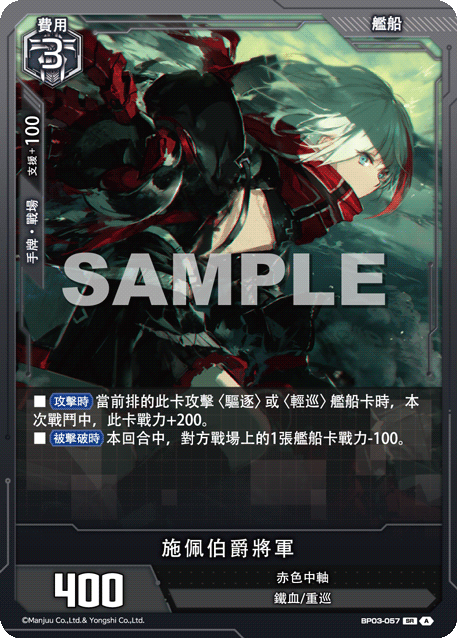 費用
3
艦船
支援+100
手牌・戰場
SAMPLE
■ 攻擊時 當前排的此卡攻擊〈驅逐〉或〈輕巡〉艦船卡時，本
次戰鬥中，此卡戰力+200。
■ 被擊破時 本回合中，對方戰場上的1張艦船卡戰力-100。
施佩伯爵將軍
400
赤色中軸
鐵血/重巡
©Manjuu Co.,Ltd.& Yongshi Co.,Ltd.
BP03-057 SR A